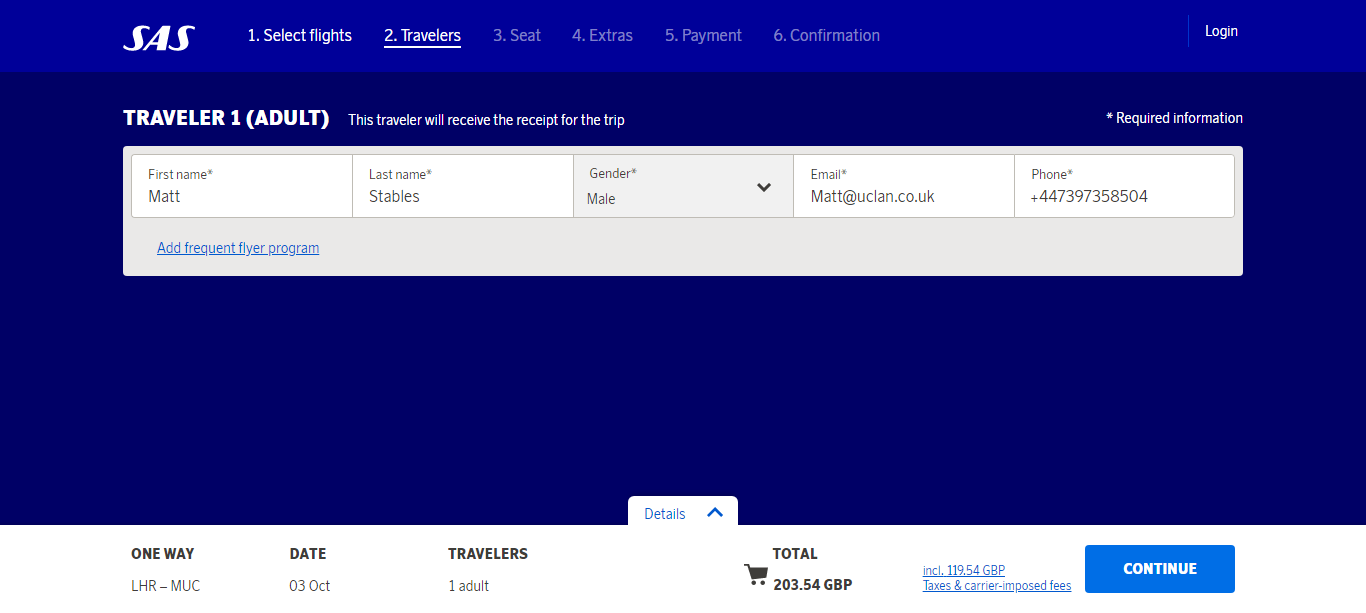 SAS
1. Select flights 2. Travelers 3. Seat 4. Extras 5. Payment 6. Confirmation Login
TRAVELER 1 (ADULT) This traveler will receive the receipt for the trip * Required information
First name* Last name* Gender* Email* Phone*
Matt Stables Male Matt@uclan.co.uk +447397358504
Add frequent flyer program
Details
ONE WAY DATE TRAVELERS TOTAL
LHR – MUC 03 Oct 1 adult 203.54 GBP
incl. 119.54 GBP
Taxes & carrier-imposed fees
CONTINUE